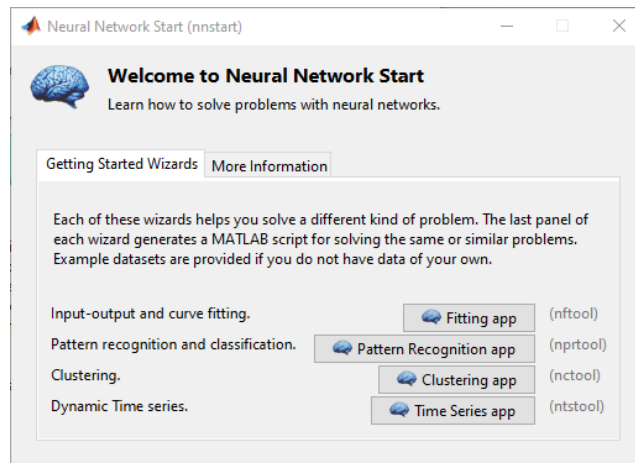 Neural Network Start (nnstart)
Welcome to Neural Network Start
Learn how to solve problems with neural networks.
Getting Started Wizards More Information
Each of these wizards helps you solve a different kind of problem. The last panel of
each wizard generates a MATLAB script for solving the same or similar problems.
Example datasets are provided if you do not have data of your own.
Input-output and curve fitting. Fitting app (nftool)
Pattern recognition and classification. Pattern Recognition app (nprtool)
Clustering. Clustering app (nctool)
Dynamic Time series. Time Series app (ntstool)